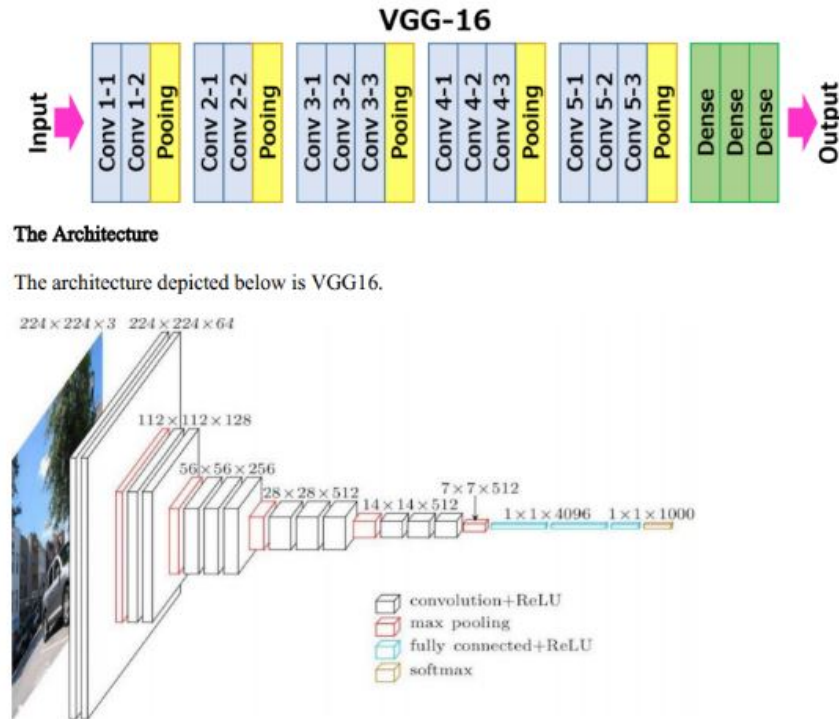 VGG-16
Input
Conv 1-1
Conv 1-2
Pooing
Conv 2-1
Conv 2-2
Pooing
Conv 3-1
Conv 3-2
Conv 3-3
Pooing
Conv 4-1
Conv 4-2
Conv 4-3
Pooing
Conv 5-1
Conv 5-2
Conv 5-3
Pooing
Dense
Dense
Dense
Output
The Architecture
The architecture depicted below is VGG16.
224×224×3 224×224×64
112×112×128
56×56×256
28×28×512
14×14×512
7×7×512
1×1×4096 1×1×1000
convolution+ReLU
max pooling
fully connected+ReLU
softmax